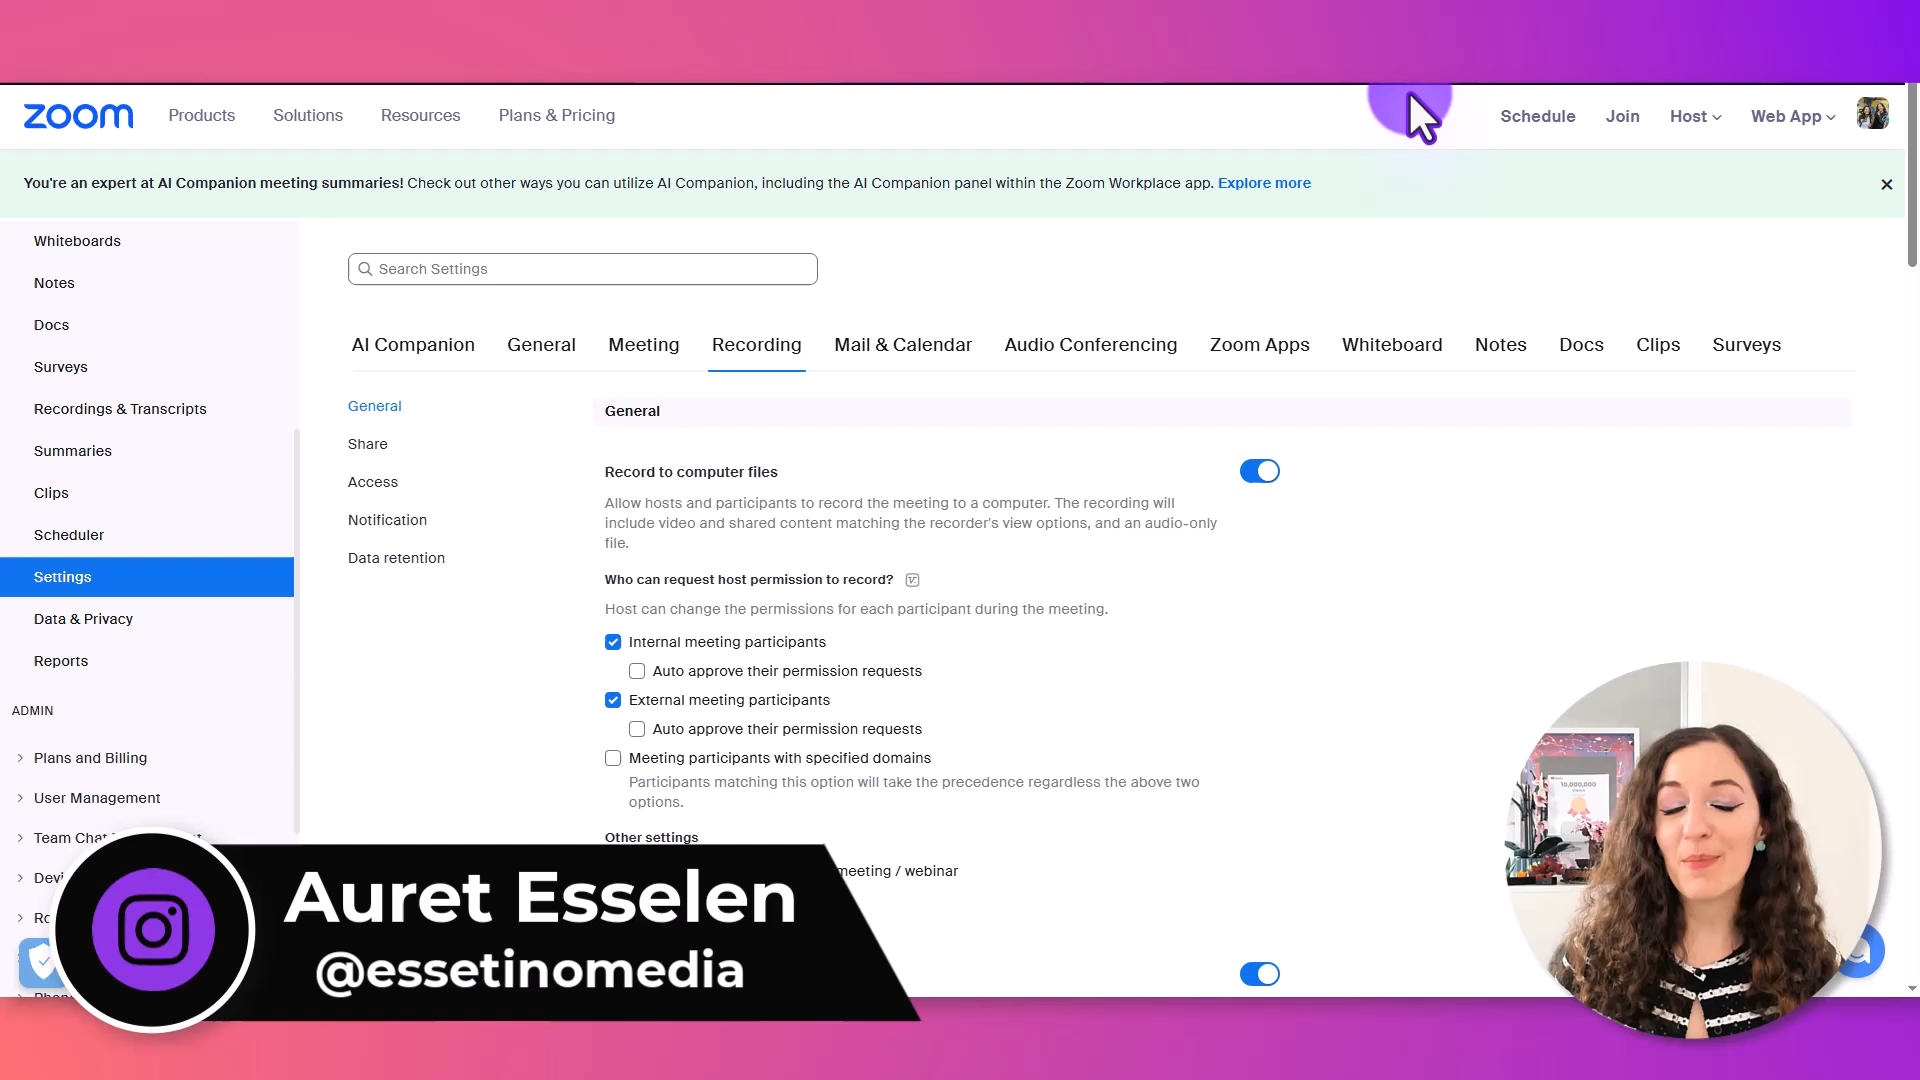 zoom
Products
Solutions
Resources
Plans & Pricing
Schedule
Join
Host
Web App
You're an expert at AI Companion meeting summaries! Check out other ways you can utilize AI Companion, including the AI Companion panel within the Zoom Workplace app. Explore more
Whiteboards
Notes
Docs
Surveys
Recordings & Transcripts
Summaries
Clips
Scheduler
Settings
Data & Privacy
Reports
ADMIN
Plans and Billing
User Management
Team Chat
Search Settings
AI Companion
General
Meeting
Recording
Mail & Calendar
Audio Conferencing
Zoom Apps
Whiteboard
Notes
Docs
Clips
Surveys
General
Share
Access
Notification
Data retention
General
Record to computer files
Allow hosts and participants to record the meeting to a computer. The recording will
include video and shared content matching the recorder's view options, and an audio-only
file.
Who can request host permission to record?
Host can change the permissions for each participant during the meeting.
Internal meeting participants
Auto approve their permission requests
External meeting participants
Auto approve their permission requests
Meeting participants with specified domains
Participants matching this option will take the precedence regardless the above two
options.
Other settings
meeting / webinar
10,000,000
Auret Esselen
@essetinomedia